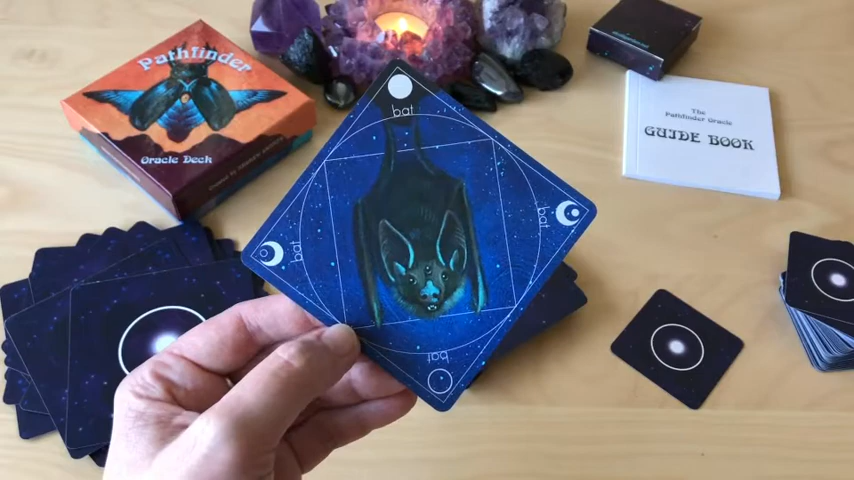 Pathfinder
Oracle Deck
bat
bat
bat
bat
The
Pathfinder Oracle
GUIDE BOOK